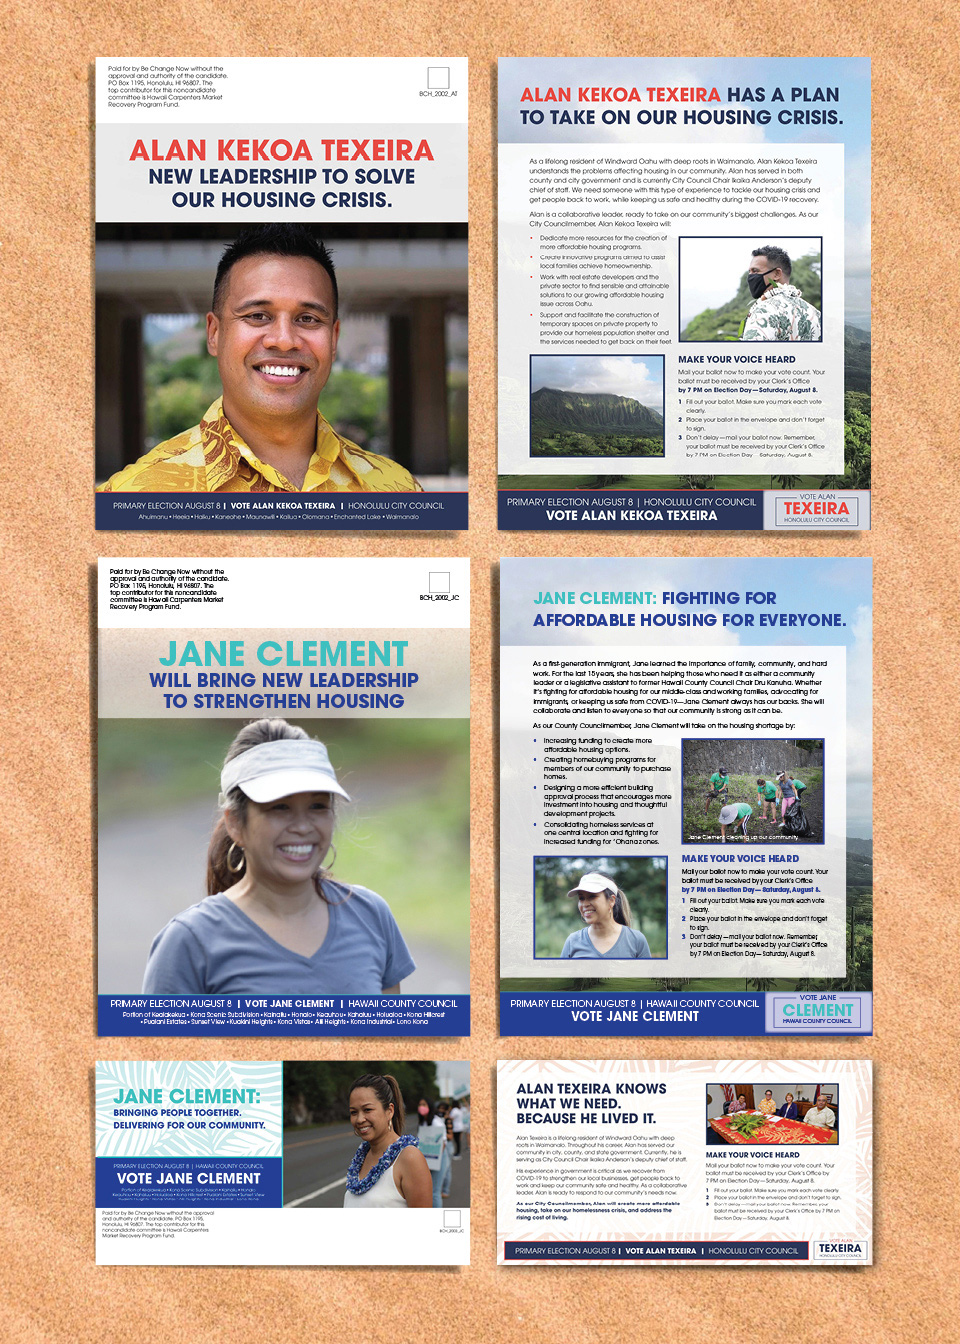 Paid for by Be Change Now without the
approval and authority of the candidate.
PO Box 1195, Honolulu, HI 96807. The
top contributor for this noncandidate
committee is Hawaii Carpenters Market
Recovery Program Fund.
BCH_2002_AT
ALAN KEKOA TEXEIRA
NEW LEADERSHIP TO SOLVE
OUR HOUSING CRISIS.
PRIMARY ELECTION AUGUST 8 | VOTE ALAN KEKOA TEXEIRA | HONOLULU CITY COUNCIL
Ahuimanu • Heeia • Haiku • Kaneohe • Maunawili • Kailua • Olomana • Enchanted Lake • Waimanalo
ALAN KEKOA TEXEIRA HAS A PLAN
TO TAKE ON OUR HOUSING CRISIS.
As a lifelong resident of Windward Oahu with deep roots in Waimanalo, Alan Kekoa Texeira
understands the problems affecting housing in our community. Alan has served in both
county and city government and is currently City Council Chair Ikaika Anderson's deputy
chief of staff. We need someone with this type of experience to tackle our housing crisis and
get people back to work, while keeping us safe and healthy during the COVID-19 recovery.
Alan is a collaborative leader, ready to take on our community's biggest challenges. As our
City Councilmember, Alan Kekoa Texeira will:
• Dedicate more resources for the creation of
more affordable housing programs.
• Create innovative programs aimed to assist
local families achieve homeownership.
• Work with real estate developers and the
private sector to find sensible and attainable
solutions to our growing affordable housing
issue across Oahu.
• Support and facilitate the construction of
temporary spaces on private property to
provide our homeless population shelter and
the services needed to get back on their feet.
MAKE YOUR VOICE HEARD
Mail your ballot now to make your vote count. Your
ballot must be received by your Clerk's Office
by 7 PM on Election Day—Saturday, August 8.
1 Fill out your ballot. Make sure you mark each vote
clearly.
2 Place your ballot in the envelope and don't forget
to sign.
3 Don't delay—mail your ballot now. Remember,
your ballot must be received by your Clerk's Office
by 7 PM on Election Day—Saturday, August 8.
PRIMARY ELECTION AUGUST 8 | HONOLULU CITY COUNCIL
VOTE ALAN KEKOA TEXEIRA
VOTE ALAN
TEXEIRA
HONOLULU CITY COUNCIL
Paid for by Be Change Now without the
approval and authority of the candidate.
PO Box 1195, Honolulu, HI 96807. The
top contributor for this noncandidate
committee is Hawaii Carpenters Market
Recovery Program Fund.
BCH_2002_JC
JANE CLEMENT
WILL BRING NEW LEADERSHIP
TO STRENGTHEN HOUSING
PRIMARY ELECTION AUGUST 8 | VOTE JANE CLEMENT | HAWAII COUNTY COUNCIL
Portion of Kealakekua • Kona Scenic Subdivision • Kainaliu • Honalo • Keauhou • Kahaluu • Holualoa • Kona Hillcrest
• Pualani Estates • Sunset View • Kuakini Heights • Kona Vistas • Alii Heights • Kona Industrial • Lono Kona
JANE CLEMENT: FIGHTING FOR
AFFORDABLE HOUSING FOR EVERYONE.
As a first-generation immigrant, Jane learned the importance of family, community, and hard
work. For the last 15 years, she has been helping those who need it as either a community
leader or a legislative assistant to former Hawaii County Council Chair Dru Kanuha. Whether
it's fighting for affordable housing for our middle-class and working families, advocating for
immigrants, or keeping us safe from COVID-19—Jane Clement always has our backs. She will
collaborate and listen to everyone so that our community is strong as it can be.
As our County Councilmember, Jane Clement will take on the housing shortage by:
• Increasing funding to create more
affordable housing options.
• Creating homebuying programs for
members of our community to purchase
homes.
• Designing a more efficient building
approval process that encourages more
investment into housing and thoughtful
development projects.
• Consolidating homeless services at
one central location and fighting for
increased funding for 'Ohana zones.
Jane Clement cleaning up our community.
MAKE YOUR VOICE HEARD
Mail your ballot now to make your vote count. Your
ballot must be received by your Clerk's Office
by 7 PM on Election Day—Saturday, August 8.
1 Fill out your ballot. Make sure you mark each vote
clearly.
2 Place your ballot in the envelope and don't forget
to sign.
3 Don't delay—mail your ballot now. Remember,
your ballot must be received by your Clerk's Office
by 7 PM on Election Day—Saturday, August 8.
PRIMARY ELECTION AUGUST 8 | HAWAII COUNTY COUNCIL
VOTE JANE CLEMENT
VOTE JANE
CLEMENT
HAWAII COUNTY COUNCIL
JANE CLEMENT:
BRINGING PEOPLE TOGETHER.
DELIVERING FOR OUR COMMUNITY.
PRIMARY ELECTION AUGUST 8 | HAWAII COUNTY COUNCIL
VOTE JANE CLEMENT
Portion of Kealakekua • Kona Scenic Subdivision • Kainaliu • Honalo
Keauhou • Kahaluu • Holualoa • Kona Hillcrest • Pualani Estates • Sunset View
Paid for by Be Change Now without the approval
and authority of the candidate. PO Box 1195,
Honolulu, HI 96807. The top contributor for this
noncandidate committee is Hawaii Carpenters
Market Recovery Program Fund.
ALAN TEXEIRA KNOWS
WHAT WE NEED,
BECAUSE HE LIVED IT.
Alan Texeira is a lifelong resident of Windward Oahu with deep
roots in Waimanalo. Throughout his career, Alan has served our
community in city, county, and state government. Currently, he is
serving as City Council Chair Ikaika Anderson's deputy chief of staff.
His experience in government is critical as we recover from
COVID-19 to strengthen our local businesses, get people back to
work and keep our community safe and healthy. As a collaborative
leader, Alan is ready to respond to our community's needs now.
As our City Councilmember, Alan will create more affordable
housing, take on our homelessness crisis, and address the
rising cost of living.
MAKE YOUR VOICE HEARD
Mail your ballot now to make your vote count. Your
ballot must be received by your Clerk's Office
by 7 PM on Election Day—Saturday, August 8.
1 Fill out your ballot. Make sure you mark each vote clearly.
2 Place your ballot in the envelope and don't forget to sign.
3 Don't delay—mail your ballot now. Remember, your
ballot must be received by your Clerk's Office by 7 PM on
Election Day—Saturday, August 8.
PRIMARY ELECTION AUGUST 8 | VOTE ALAN TEXEIRA | HONOLULU CITY COUNCIL
VOTE ALAN
TEXEIRA
HONOLULU CITY COUNCIL